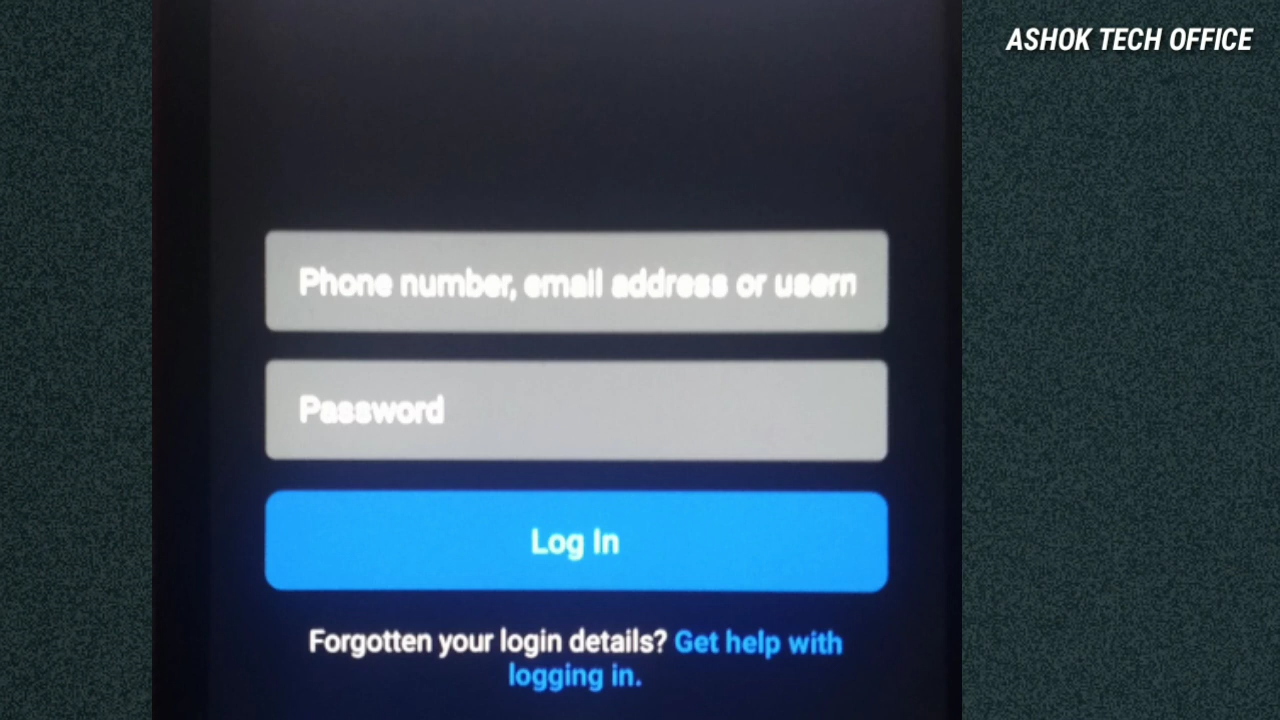 ASHOK TECH OFFICE
Phone number, email address or usern
Password
Log In
Forgotten your login details? Get help with
logging in.